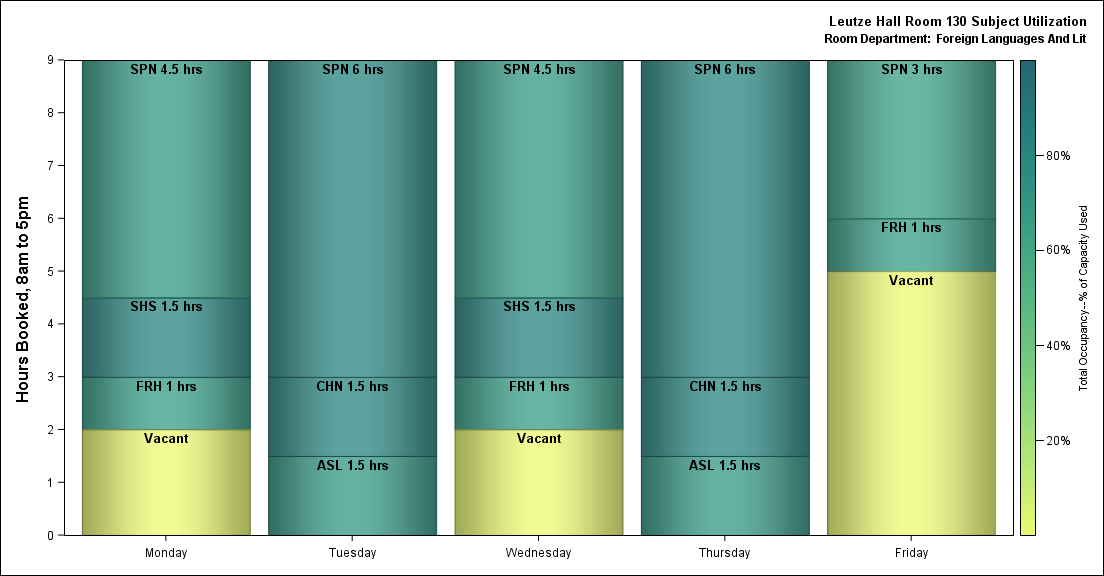 Leutze Hall Room 130 Subject Utilization
Room Department: Foreign Languages And Lit
Hours Booked, 8am to 5pm
9
8
7
6
5
4
3
2
1
0
SPN 4.5 hrs
SHS 1.5 hrs
FRH 1 hrs
Vacant
SPN 6 hrs
CHN 1.5 hrs
ASL 1.5 hrs
SPN 4.5 hrs
SHS 1.5 hrs
FRH 1 hrs
Vacant
SPN 6 hrs
CHN 1.5 hrs
ASL 1.5 hrs
SPN 3 hrs
FRH 1 hrs
Vacant
Monday
Tuesday
Wednesday
Thursday
Friday
80%
60%
40%
20%
Total Occupancy--% of Capacity Used